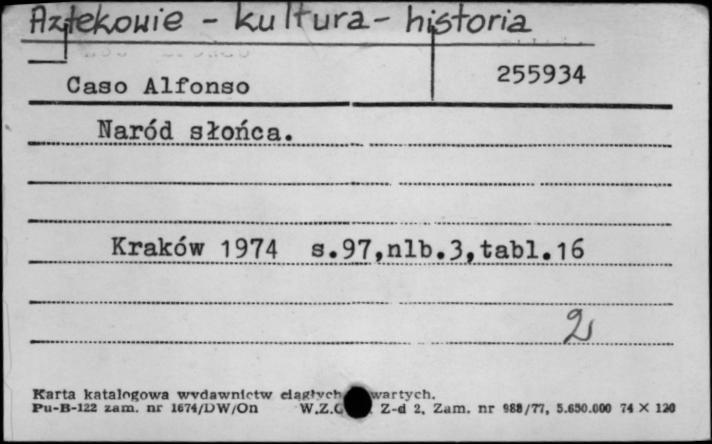 Aztekowie - kultura - historia
255934
Caso Alfonso
Naród słońca.
Kraków 1974 s.97,nlb.3,tabl.16
2
Karta katalogowa wydawnictw ciągłych wartych.
Pu-B-122 zam. nr 1674/DW/On W.Z.G Z-d 2, Zam. nr 988/77, 5.650.000 74 X 120